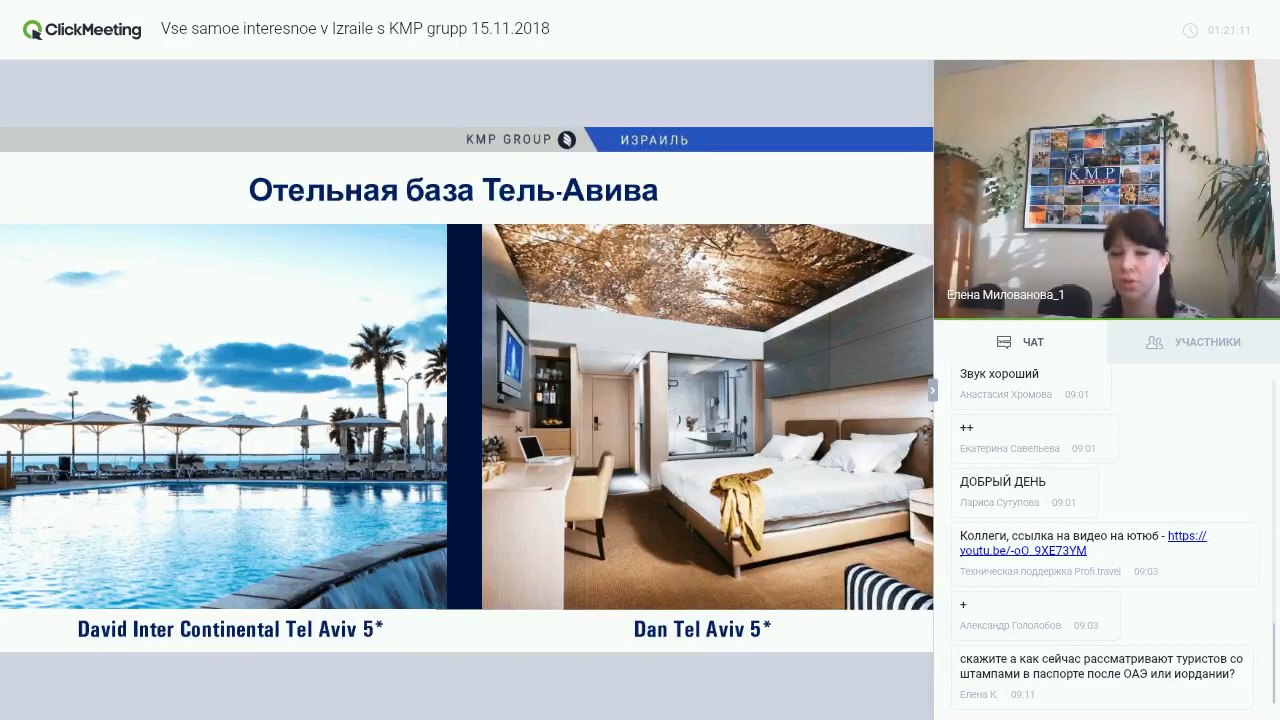 ClickMeeting
Vse samoe interesnoe v Izraile s KMP grupp 15.11.2018
01:21:11
KMP GROUP
ИЗРАИЛЬ
Отельная база Тель-Авива
David Inter Continental Tel Aviv 5*
Dan Tel Aviv 5*
KMP
GROUP
Елена Милованова_1
ЧАТ
УЧАСТНИКИ
Звук хороший
Анастасия Хромова 09:01
++
Екатерина Савельева 09:01
ДОБРЫЙ ДЕНЬ
Лариса Сутупова 09:01
Коллеги, ссылка на видео на ютюб - https://
youtu.be/-oO_9XE73YM
Техническая поддержка Profi.travel 09:03
+
Александр Гололобов 09:03
скажите а как сейчас рассматривают туристов со
штампами в паспорте после ОАЭ или иордании?
Елена К. 09:11